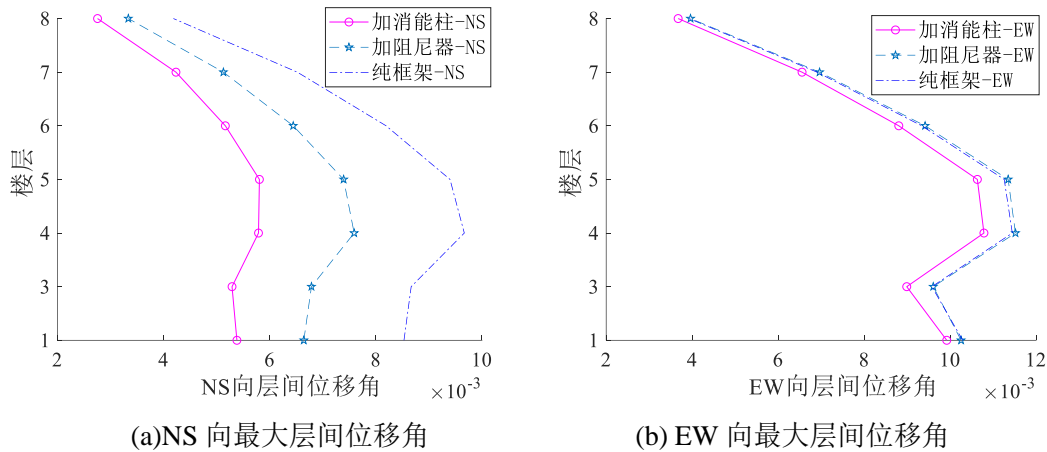 8
7
6
5
4
3
1
楼层
加消能柱-NS
加阻尼器-NS
纯框架-NS
2 4 6 8 10
NS向层间位移角
×10-3
(a)NS 向最大层间位移角
8
7
6
5
4
3
1
楼层
加消能柱-EW
加阻尼器-EW
纯框架-EW
2 4 6 8 10 12
EW向层间位移角
×10-3
(b) EW 向最大层间位移角